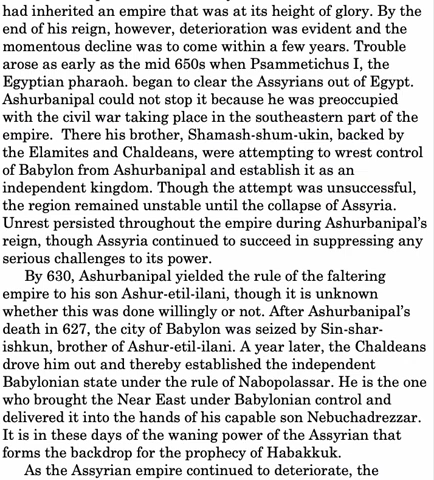 had inherited an empire that was at its height of glory. By the
end of his reign, however, deterioration was evident and the
momentous decline was to come within a few years. Trouble
arose as early as the mid 650s when Psammetichus I, the
Egyptian pharaoh. began to clear the Assyrians out of Egypt.
Ashurbanipal could not stop it because he was preoccupied
with the civil war taking place in the southeastern part of the
empire.  There his brother, Shamash-shum-ukin, backed by
the Elamites and Chaldeans, were attempting to wrest control
of Babylon from Ashurbanipal and establish it as an
independent kingdom. Though the attempt was unsuccessful,
the region remained unstable until the collapse of Assyria.
Unrest persisted throughout the empire during Ashurbanipal's
reign, though Assyria continued to succeed in suppressing any
serious challenges to its power.
By 630, Ashurbanipal yielded the rule of the faltering
empire to his son Ashur-etil-ilani, though it is unknown
whether this was done willingly or not. After Ashurbanipal's
death in 627, the city of Babylon was seized by Sin-shar-
ishkun, brother of Ashur-etil-ilani. A year later, the Chaldeans
drove him out and thereby established the independent
Babylonian state under the rule of Nabopolassar. He is the one
who brought the Near East under Babylonian control and
delivered it into the hands of his capable son Nebuchadrezzar.
It is in these days of the waning power of the Assyrian that
forms the backdrop for the prophecy of Habakkuk.
As the Assyrian empire continued to deteriorate, the